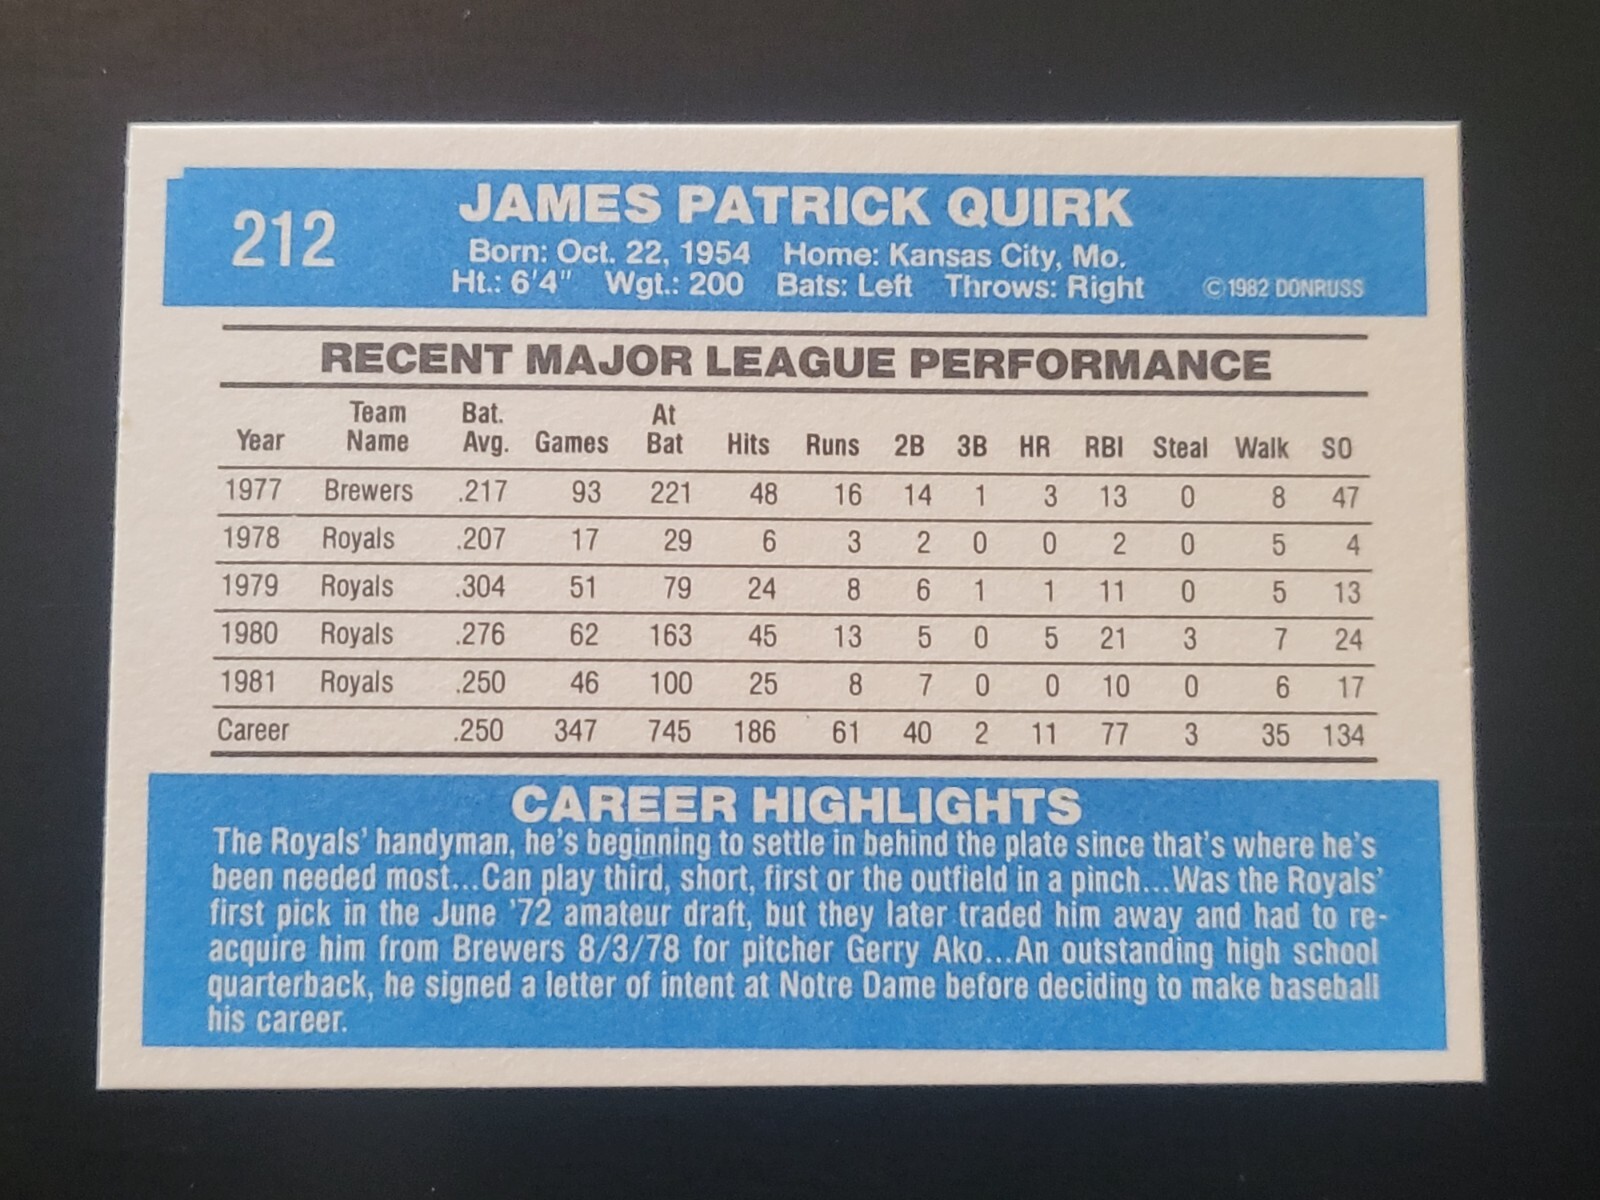 212
JAMES PATRICK QUIRK
Born: Oct. 22, 1954 Home: Kansas City, Mo.
Ht.: 6'4" Wgt.: 200 Bats: Left Throws: Right ©1982 DONRUSS
RECENT MAJOR LEAGUE PERFORMANCE
Year Team Name Bat. Avg. Games At Bat Hits Runs 2B 3B HR RBI Steal Walk SO
1977 Brewers .217 93 221 48 16 14 1 3 13 0 8 47
1978 Royals .207 17 29 6 3 2 0 0 2 0 5 4
1979 Royals .304 51 79 24 8 6 1 1 11 0 5 13
1980 Royals .276 62 163 45 13 5 0 5 21 3 7 24
1981 Royals .250 46 100 25 8 7 0 0 10 0 6 17
Career .250 347 745 186 61 40 2 11 77 3 35 134
CAREER HIGHLIGHTS
The Royals' handyman, he's beginning to settle in behind the plate since that's where he's
been needed most...Can play third, short, first or the outfield in a pinch...Was the Royals'
first pick in the June '72 amateur draft, but they later traded him away and had to re-
acquire him from Brewers 8/3/78 for pitcher Gerry Ako...An outstanding high school
quarterback, he signed a letter of intent at Notre Dame before deciding to make baseball
his career.